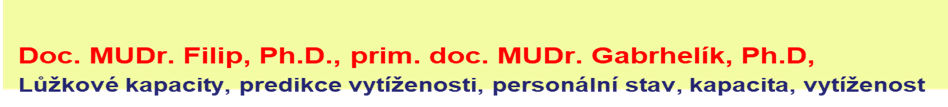 Doc. MUDr. Filip, Ph.D., prim. doc. MUDr. Gabrhelík, Ph.D,
Lůžkové kapacity, predikce vytíženosti, personální stav, kapacita, vytíženost